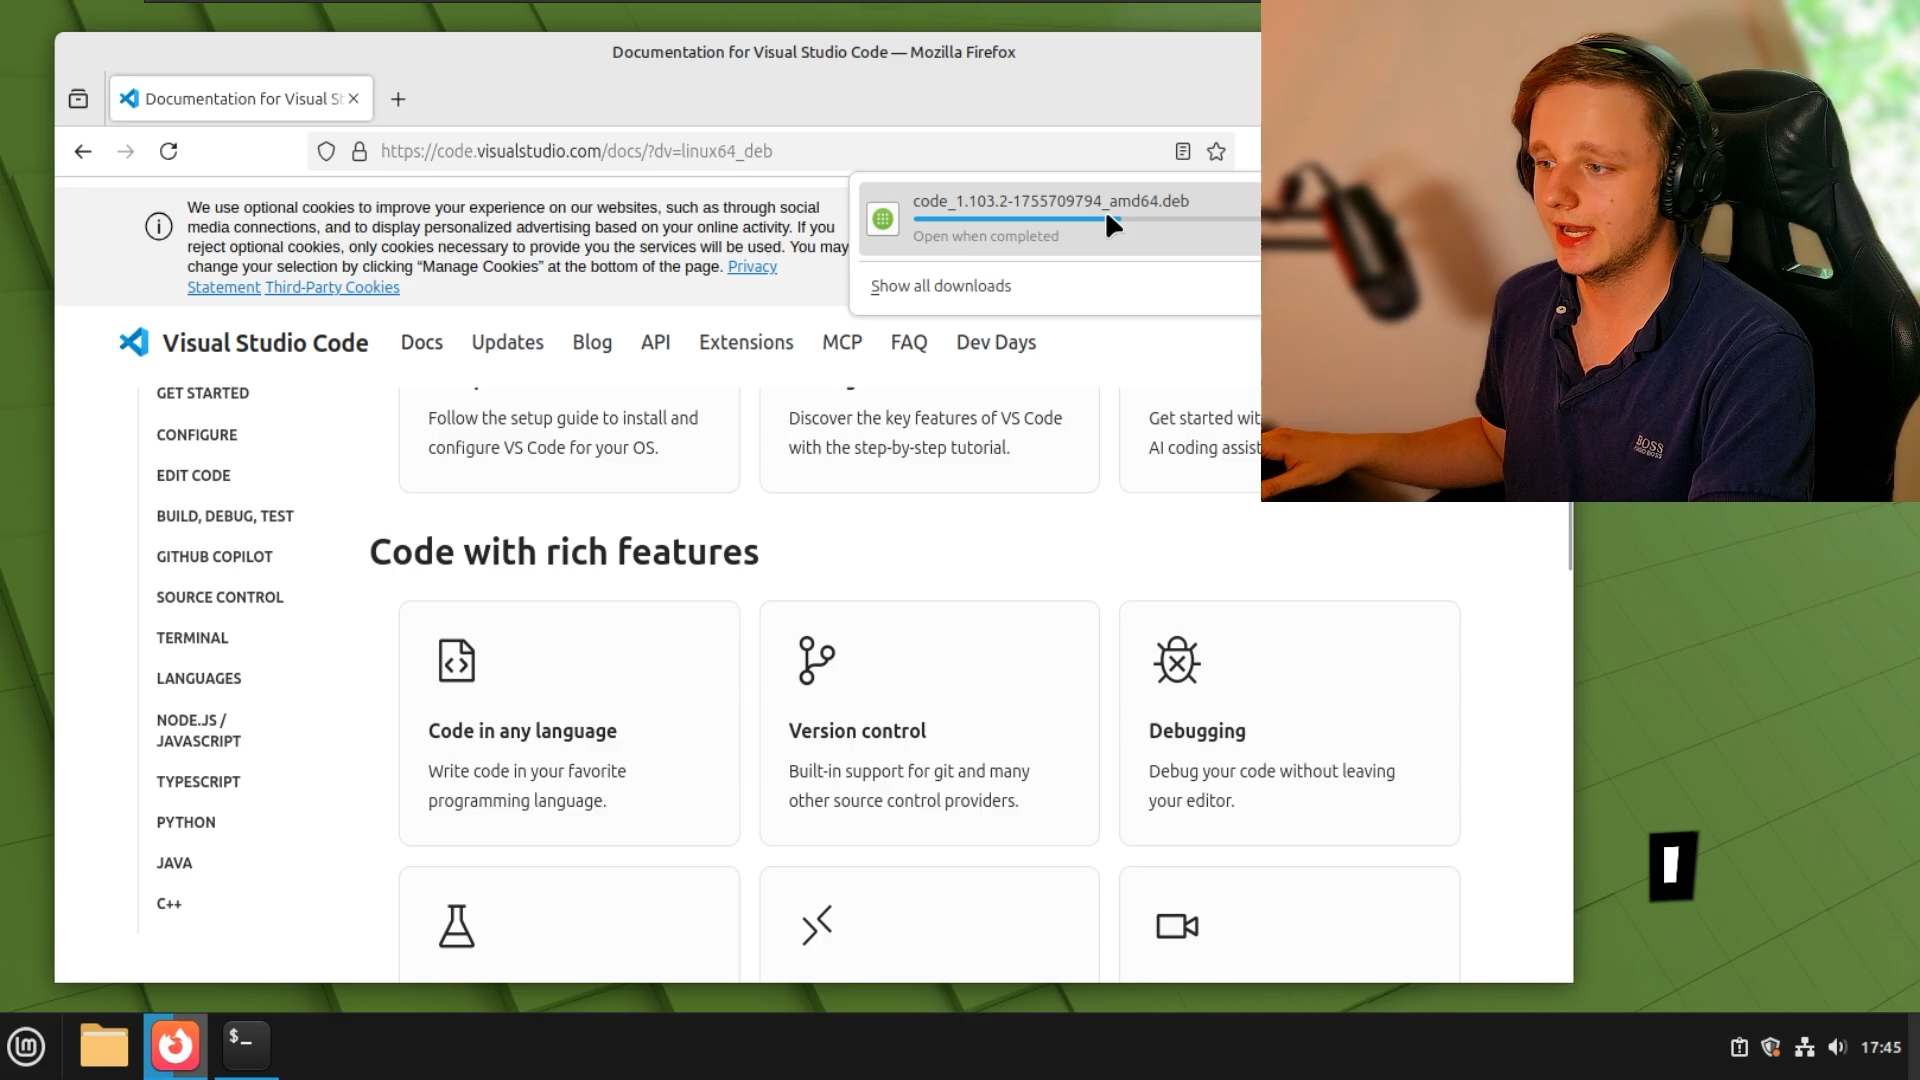 Documentation for Visual Studio Code — Mozilla Firefox
Documentation for Visual St
https://code.visualstudio.com/docs/?dv=linux64_deb
code_1.103.2-1755709794_amd64.deb
Open when completed
Show all downloads
We use optional cookies to improve your experience on our websites, such as through social
media connections, and to display personalized advertising based on your online activity. If you
reject optional cookies, only cookies necessary to provide you the services will be used. You may
change your selection by clicking “Manage Cookies” at the bottom of the page. Privacy
Statement Third-Party Cookies
Visual Studio Code
Docs
Updates
Blog
API
Extensions
MCP
FAQ
Dev Days
GET STARTED
CONFIGURE
EDIT CODE
BUILD, DEBUG, TEST
GITHUB COPILOT
SOURCE CONTROL
TERMINAL
LANGUAGES
NODE.JS /
JAVASCRIPT
TYPESCRIPT
PYTHON
JAVA
C++
Follow the setup guide to install and
configure VS Code for your OS.
Discover the key features of VS Code
with the step-by-step tutorial.
Get started wit
AI coding assist
Code with rich features
Code in any language
Write code in your favorite
programming language.
Version control
Built-in support for git and many
other source control providers.
Debugging
Debug your code without leaving
your editor.
BOSS
HUGO BOSS
$_
17:45